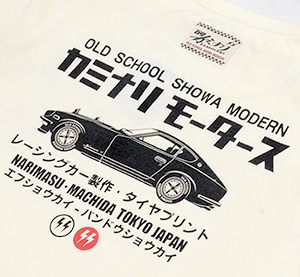 OLD SCHOOL SHOWA MODERN
カミナリ モータース
レーシングカー製作・タイヤプリント
NARIMASU・MACHIDA TOKYO JAPAN
エフショウカイ・バンドウショウカイ